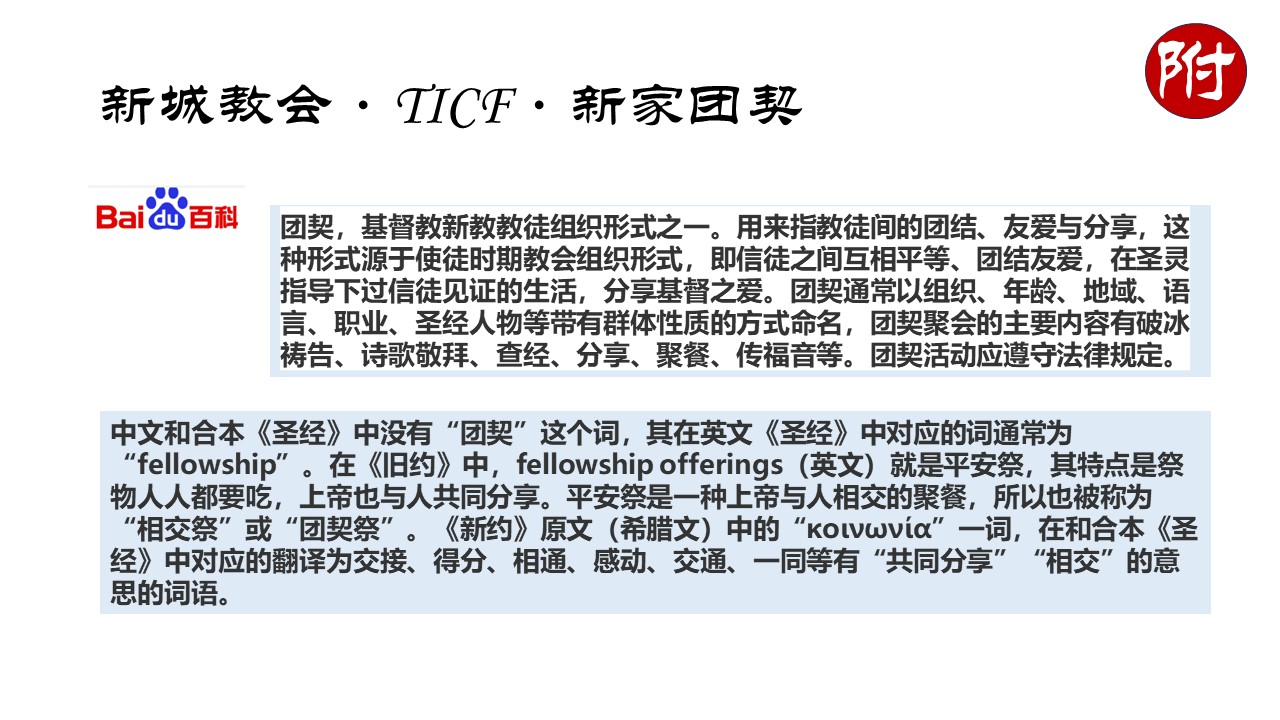 附
新城教会·TICF·新家团契
Bai du 百科
团契，基督教新教教徒组织形式之一。用来指教徒间的团结、友爱与分享，这
种形式源于使徒时期教会组织形式，即信徒之间互相平等、团结友爱，在圣灵
指导下过信徒见证的生活，分享基督之爱。团契通常以组织、年龄、地域、语
言、职业、圣经人物等带有群体性质的方式命名，团契聚会的主要内容有破冰
祷告、诗歌敬拜、查经、分享、聚餐、传福音等。团契活动应遵守法律规定。
中文和合本《圣经》中没有“团契”这个词，其在英文《圣经》中对应的词通常为
“fellowship”。在《旧约》中，fellowship offerings（英文）就是平安祭，其特点是祭
物人人都要吃，上帝也与人共同分享。平安祭是一种上帝与人相交的聚餐，所以也被称为
“相交祭”或“团契祭”。《新约》原文（希腊文）中的“κοινωνία”一词，在和合本《圣
经》中对应的翻译为交接、得分、相通、感动、交通、一同等有“共同分享”“相交”的意
思的词语。